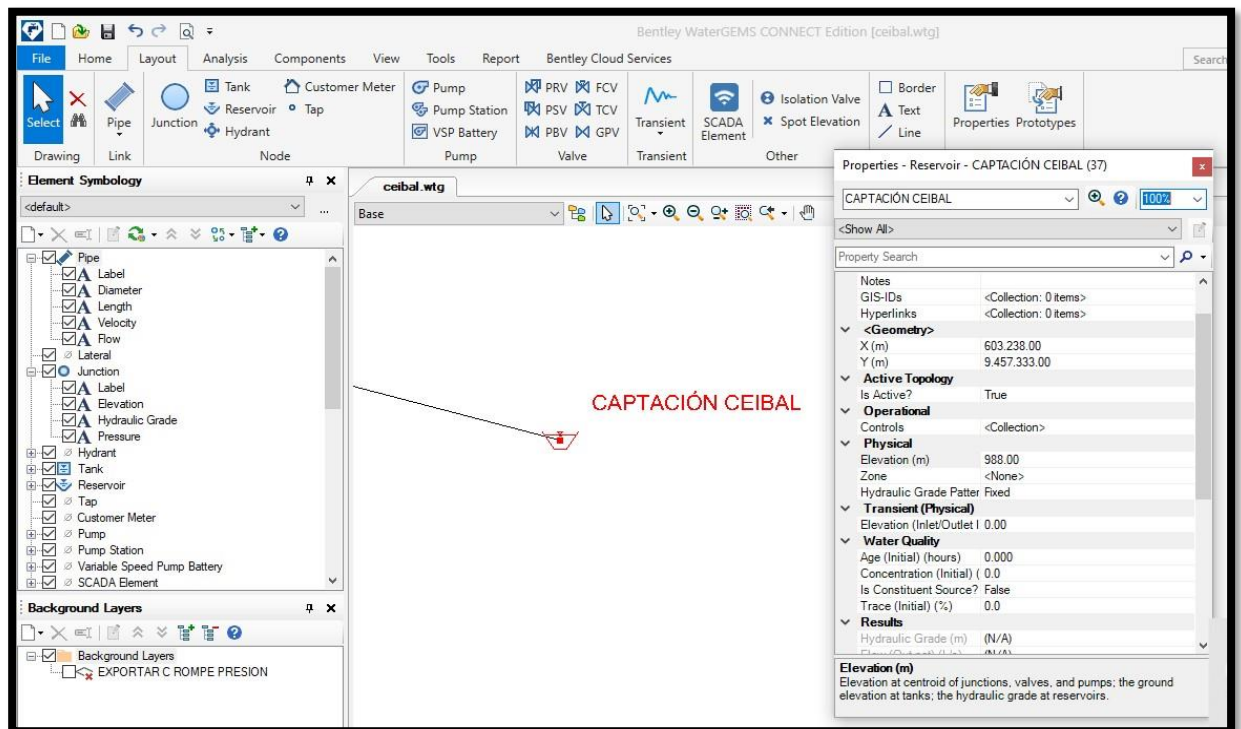 Bentley WaterGEMS CONNECT Edition [ceibal.wtg]
File Home Layout Analysis Components View Tools Report Bentley Cloud Services Search
Select Pipe Junction Tank Reservoir Hydrant Customer Meter Tap
Pump Pump Station VSP Battery
PRV FCV
PSV TCV
PBV GPV
Transient SCADA Element Isolation Valve Spot Elevation
Border
Text
Line
Properties Prototypes
Drawing Link Node Pump Valve Transient Other
Element Symbology
<default>
...
Pipe
Label
Diameter
Length
Velocity
Flow
Lateral
Junction
Label
Elevation
Hydraulic Grade
Pressure
Hydrant
Tank
Reservoir
Tap
Customer Meter
Pump
Pump Station
Variable Speed Pump Battery
SCADA Element
Background Layers
Background Layers
EXPORTAR C ROMPE PRESION
ceibal.wtg
Base
CAPTACIÓN CEIBAL
Properties - Reservoir - CAPTACIÓN CEIBAL (37)
CAPTACIÓN CEIBAL 100%
<Show All>
Property Search
Notes
GIS-IDs <Collection: 0 items>
Hyperlinks <Collection: 0 items>
<Geometry>
X (m) 603.238.00
Y (m) 9.457.333.00
Active Topology
Is Active? True
Operational
Controls <Collection>
Physical
Elevation (m) 988.00
Zone <None>
Hydraulic Grade Patter Fixed
Transient (Physical)
Elevation (Inlet/Outlet I 0.00
Water Quality
Age (Initial) (hours) 0.000
Concentration (Initial) ( 0.0
Is Constituent Source? False
Trace (Initial) (%) 0.0
Results
Hydraulic Grade (m) (N/A)
Elevation (m)
Elevation at centroid of junctions, valves, and pumps; the ground
elevation at tanks; the hydraulic grade at reservoirs.